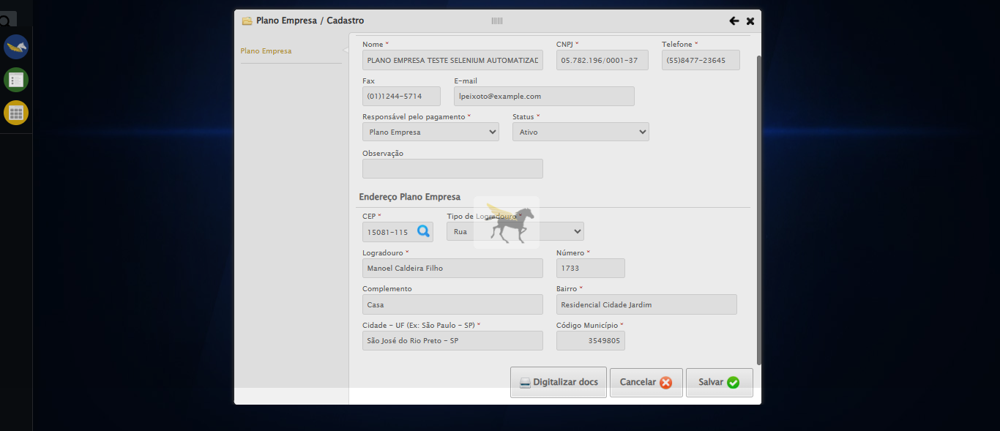 Plano Empresa / Cadastro
Plano Empresa
Nome * CNPJ * Telefone *
PLANO EMPRESA TESTE SELENIUM AUTOMATIZAD 05.782.196/0001-37 (55)8477-23645
Fax E-mail
(01)1244-5714 lpeixoto@example.com
Responsável pelo pagamento * Status *
Plano Empresa Ativo
Observação
Endereço Plano Empresa
CEP * Tipo de Logradouro *
15081-115 Rua
Logradouro * Número *
Manoel Caldeira Filho 1733
Complemento Bairro *
Casa Residencial Cidade Jardim
Cidade - UF (Ex: São Paulo - SP) * Código Município *
São José do Rio Preto - SP 3549805
Digitalizar docs Cancelar Salvar